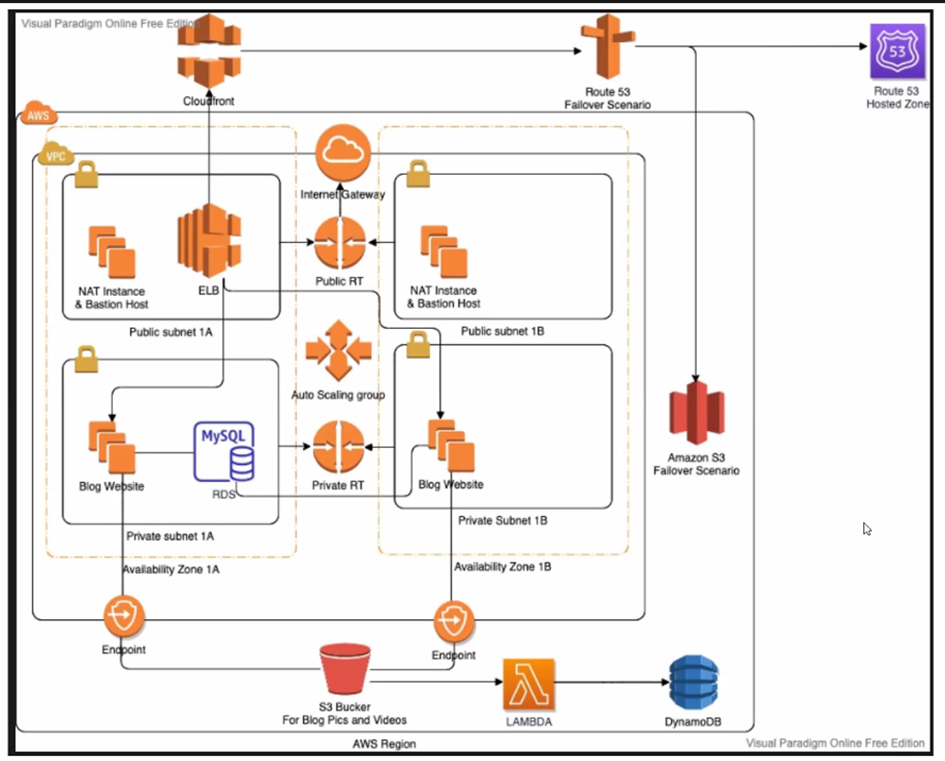 Visual Paradigm Online Free Edition
Cloudfront
Route 53
Failover Scenario
53
Route 53
Hosted Zone
AWS
VPC
Internet Gateway
NAT Instance
& Bastion Host
ELB
Public RT
NAT Instance
& Bastion Host
Public subnet 1A
Public subnet 1B
Auto Scaling group
MySQL
Blog Website
RDS
Private RT
Blog Website
Amazon S3
Failover Scenario
Private subnet 1A
Private Subnet 1B
Availability Zone 1A
Availability Zone 1B
Endpoint
Endpoint
S3 Bucker
For Blog Pics and Videos
LAMBDA
DynamoDB
AWS Region
Visual Paradigm Online Free Edition